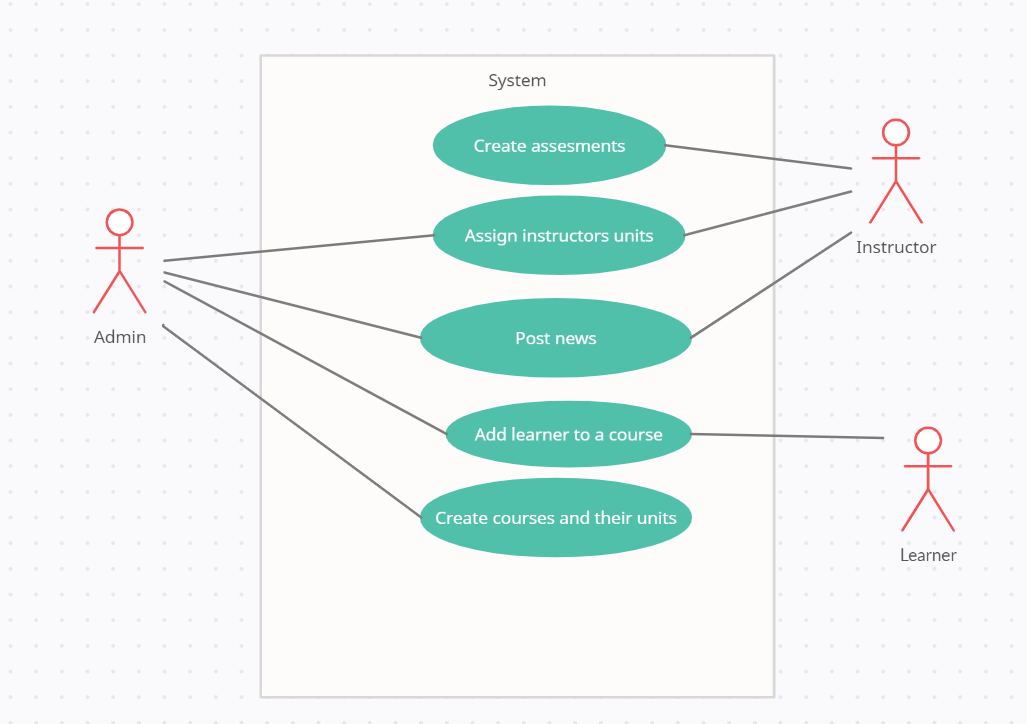 System
Create assesments
Assign instructors units
Instructor
Admin
Post news
Add learner to a course
Create courses and their units
Learner